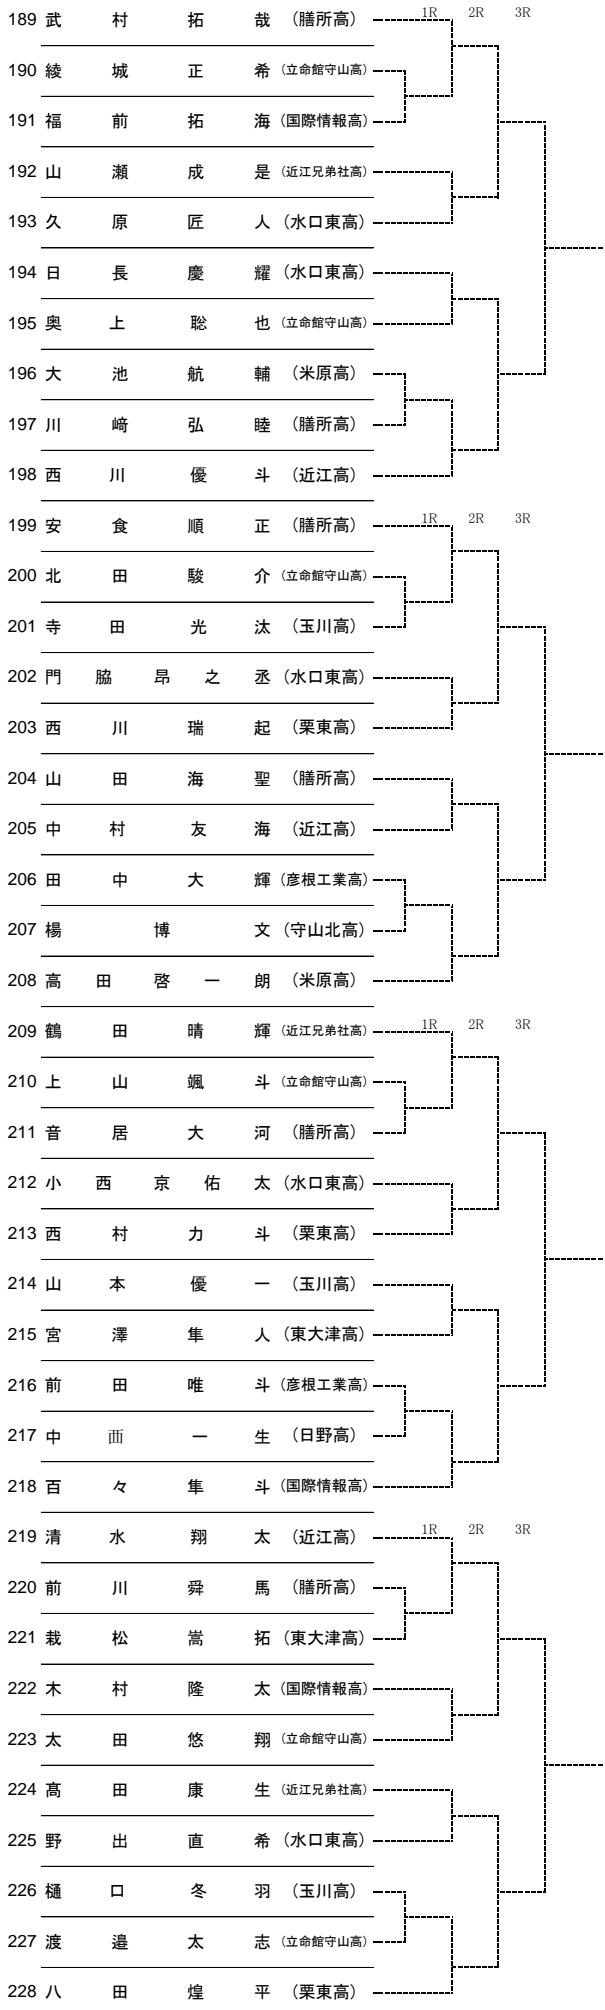 189 武村拓哉 (膳所高) 1R 2R 3R
190 綾城正希 (立命館守山高)
191 福前拓海 (国際情報高)
192 山瀬成是 (近江兄弟社高)
193 久原匠人 (水口東高)
194 日長慶耀 (水口東高)
195 奥上聡也 (立命館守山高)
196 大池航輔 (米原高)
197 川﨑弘睦 (膳所高)
198 西川優斗 (近江高)
199 安食順正 (膳所高) 1R 2R 3R
200 北田駿介 (立命館守山高)
201 寺田光汰 (玉川高)
202 門脇昂之丞 (水口東高)
203 西川瑞起 (栗東高)
204 山田海聖 (膳所高)
205 中村友海 (近江高)
206 田中大輝 (彦根工業高)
207 楊博文 (守山北高)
208 高田啓一朗 (米原高)
209 鶴田晴輝 (近江兄弟社高) 1R 2R 3R
210 上山颯斗 (立命館守山高)
211 音居大河 (膳所高)
212 小西京佑太 (水口東高)
213 西村力斗 (栗東高)
214 山本優一 (玉川高)
215 宮澤隼人 (東大津高)
216 前田唯斗 (彦根工業高)
217 中襾一生 (日野高)
218 百々隼斗 (国際情報高)
219 清水翔太 (近江高) 1R 2R 3R
220 前川舜馬 (膳所高)
221 栽松嵩拓 (東大津高)
222 木村隆太 (国際情報高)
223 太田悠翔 (立命館守山高)
224 髙田康生 (近江兄弟社高)
225 野出直希 (水口東高)
226 樋口冬羽 (玉川高)
227 渡邉太志 (立命館守山高)
228 八田煌平 (栗東高)